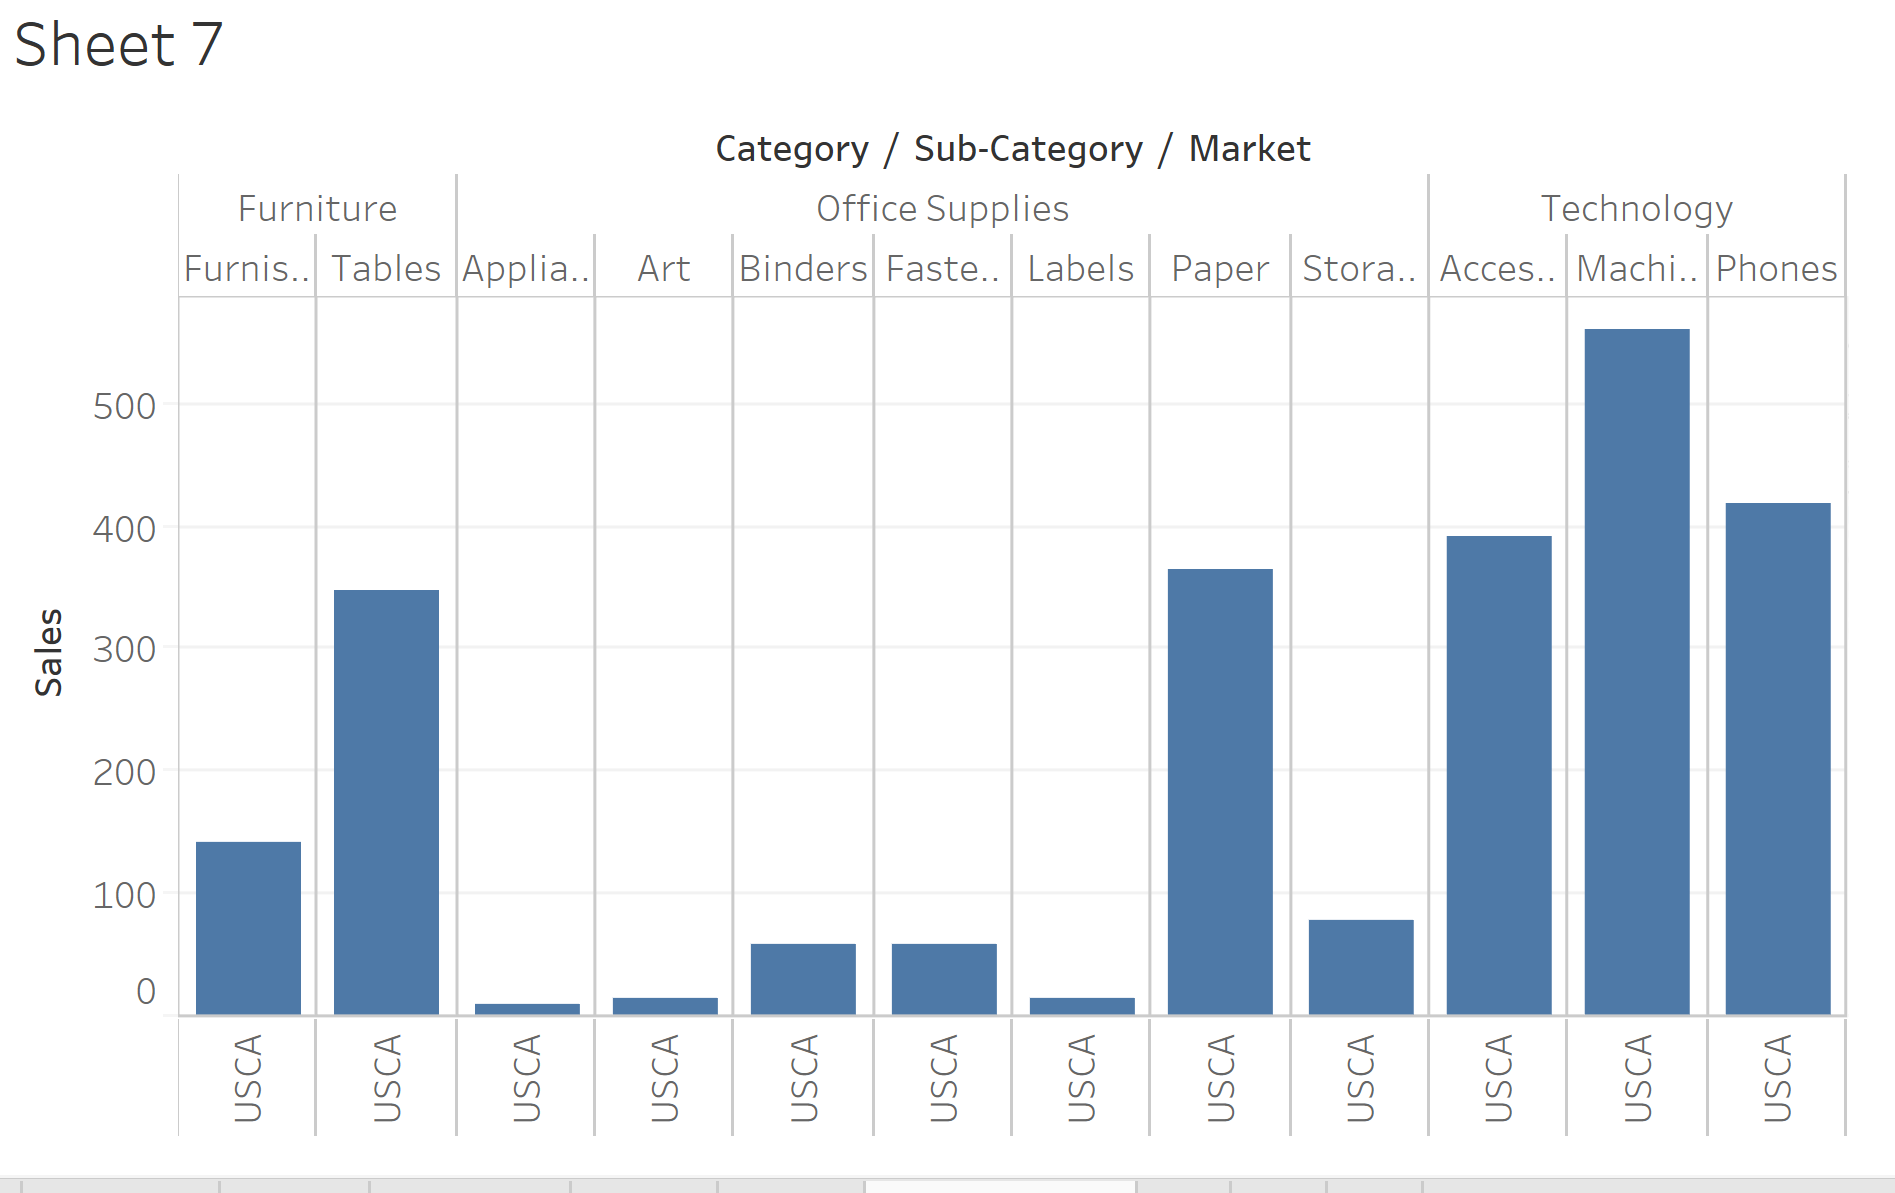 Sheet 7
Category / Sub-Category / Market
Furniture Office Supplies Technology
Furnis.. Tables Applia.. Art Binders Faste.. Labels Paper Stora.. Acces.. Machi.. Phones
500
400
300
200
100
0
Sales
USCA USCA USCA USCA USCA USCA USCA USCA USCA USCA USCA USCA